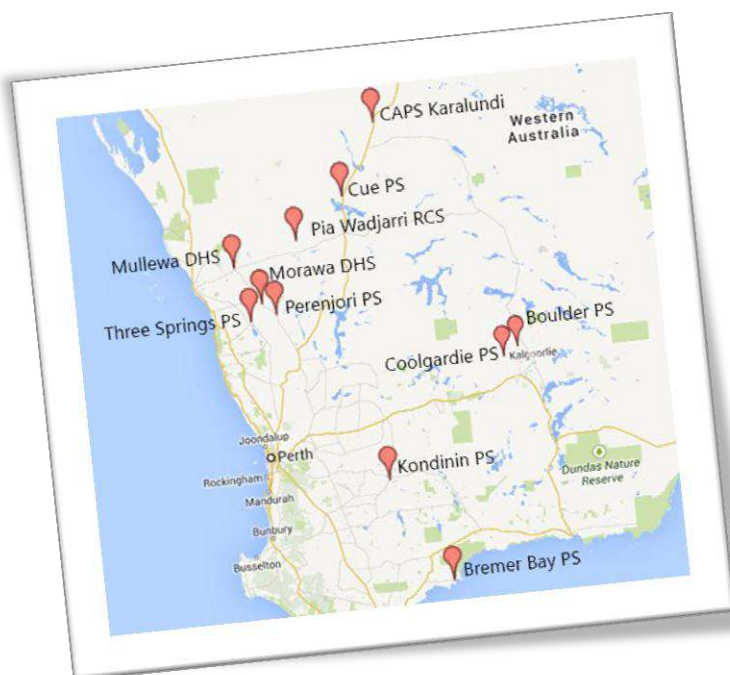 CAPS Karalundi
Western
Australia
Cue PS
Pia Wadjarri RCS
Mullewa DHS
Morawa DHS
Perenjori PS
Three Springs PS
Boulder PS
Coolgardie PS
Kalgoorlie
Joondalup
Perth
Kondinin PS
Rockingham
Dundas Nature
Reserve
Mandurah
Bunbury
Busselton
Bremer Bay PS